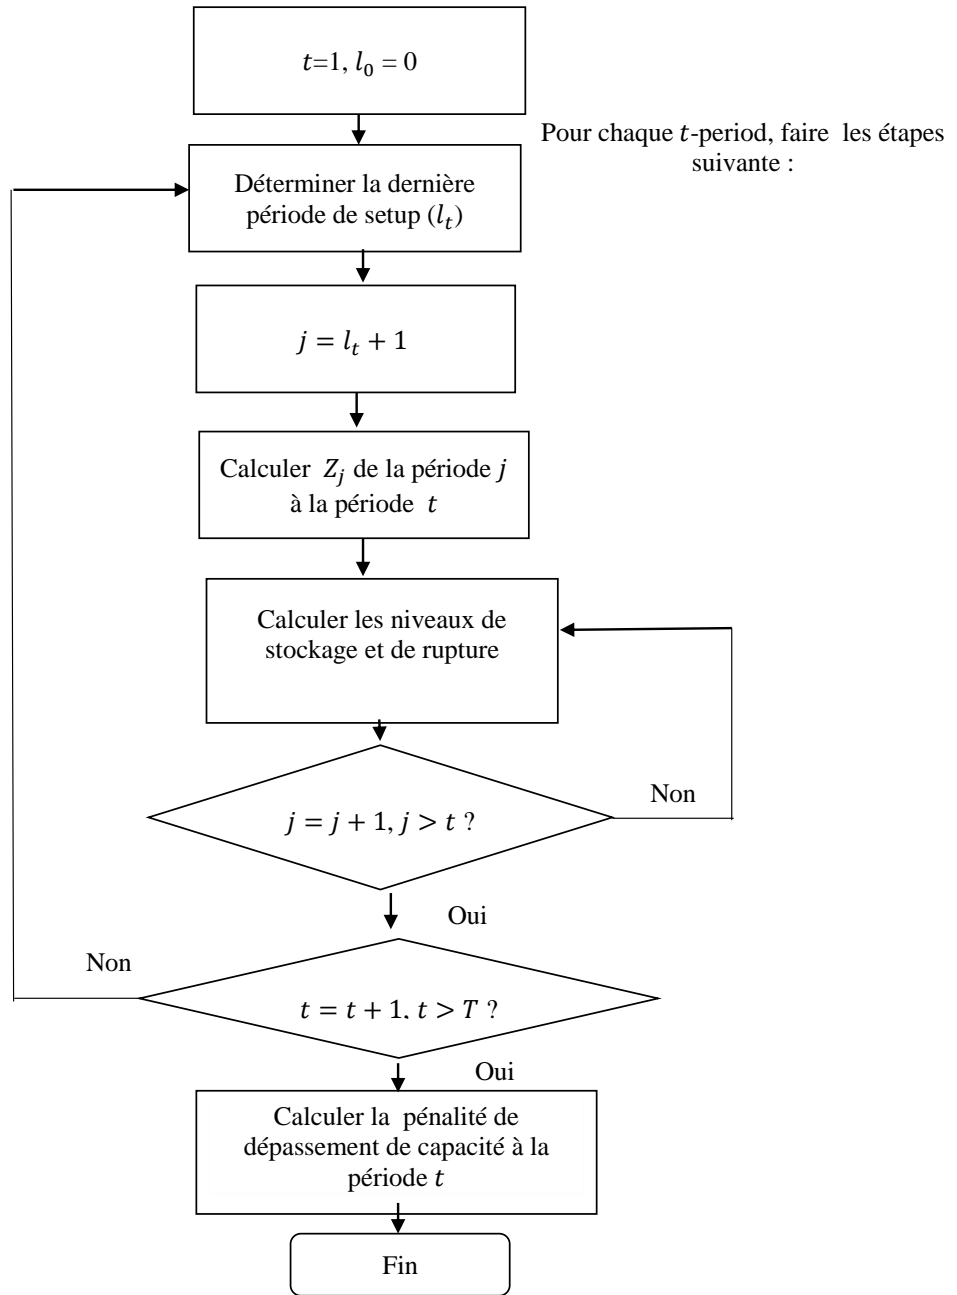 𝑡=1, 𝑙₀ = 0
Pour chaque 𝑡-period, faire les étapes
suivante :
Déterminer la dernière
période de setup (𝑙ₜ)
𝑗 = 𝑙ₜ + 1
Calculer 𝑍ⱼ de la période 𝑗
à la période 𝑡
Calculer les niveaux de
stockage et de rupture
𝑗 = 𝑗 + 1, 𝑗 > 𝑡 ?
Non
Oui
Non
𝑡 = 𝑡 + 1, 𝑡 > 𝑇 ?
Oui
Calculer la pénalité de
dépassement de capacité à la
période 𝑡
Fin